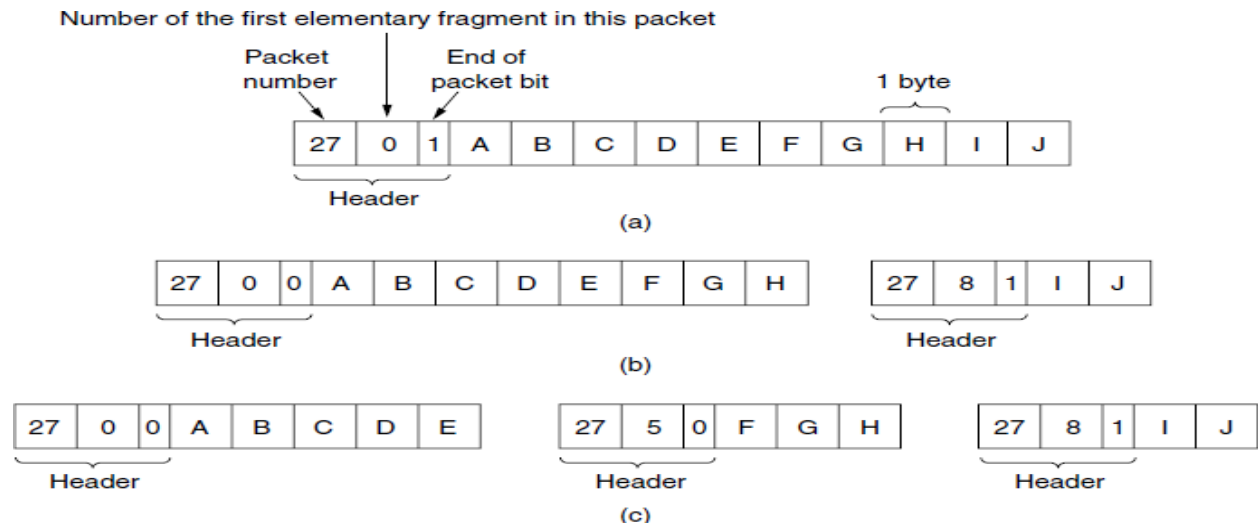 Number of the first elementary fragment in this packet
Packet number
End of packet bit
1 byte
27 0 1 A B C D E F G H I J
Header
(a)
27 0 0 A B C D E F G H
27 8 1 I J
Header
Header
(b)
27 0 0 A B C D E
27 5 0 F G H
27 8 1 I J
Header
Header
Header
(c)